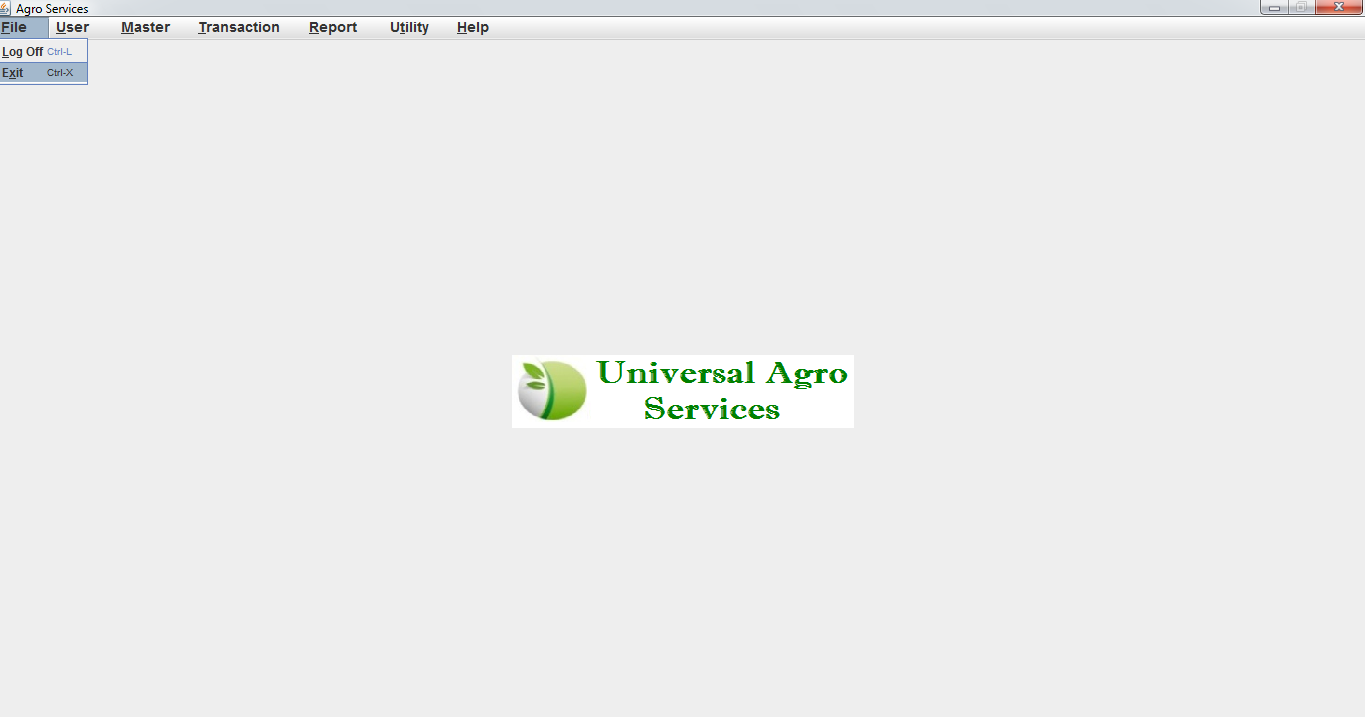 Agro Services
File User Master Transaction Report Utility Help
Log Off Ctrl-L
Exit Ctrl-X
Universal Agro
Services